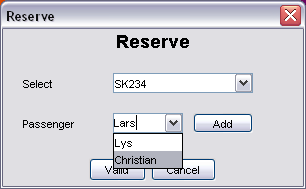 Reserve
Reserve
Select SK234
Passenger Lars Add
Lys
Christian
Valid Cancel